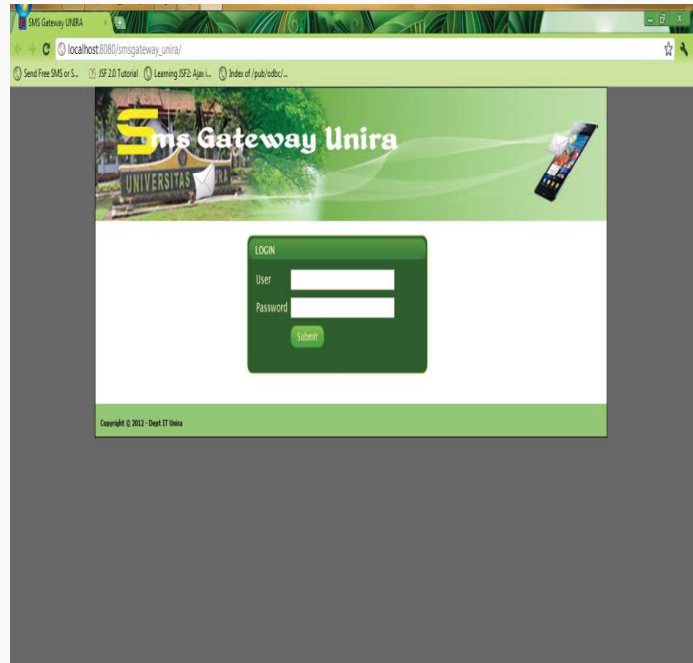 SMS Gateway UNIRA
localhost:8080/smsgateway_unira/
Send Free SMS or S...
JSF 2.0 Tutorial
Learning JSF2: Ajax i...
Index of /pub/odbc/...
Sms Gateway Unira
UNIVERSITAS RA
LOGIN
User
Password
Submit
Copyright © 2012 - Dept IT Unira